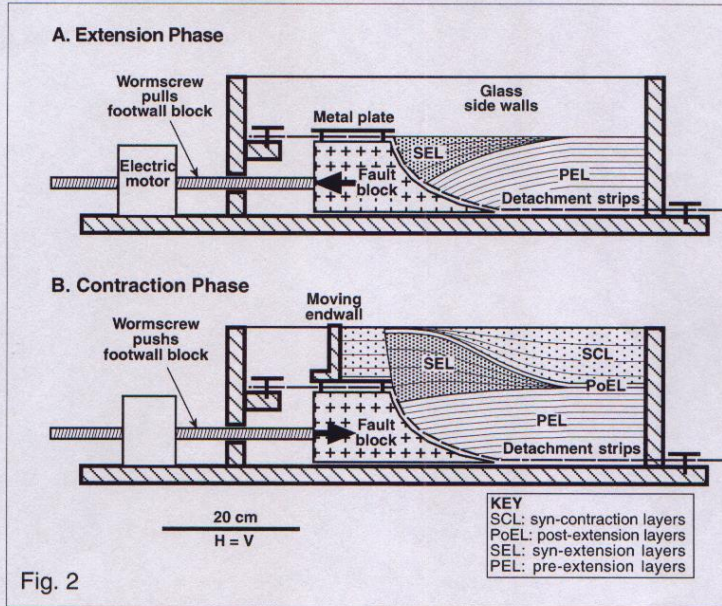 A. Extension Phase
Wormscrew
pulls
footwall block
Glass
side walls
Metal plate
Electric
motor
SEL
Fault
block
PEL
Detachment strips
B. Contraction Phase
Moving
endwall
Wormscrew
pushs
footwall block
SCL
SEL
PoEL
PEL
Fault
block
Detachment strips
20 cm
H = V
KEY
SCL: syn-contraction layers
PoEL: post-extension layers
SEL: syn-extension layers
PEL: pre-extension layers
Fig. 2